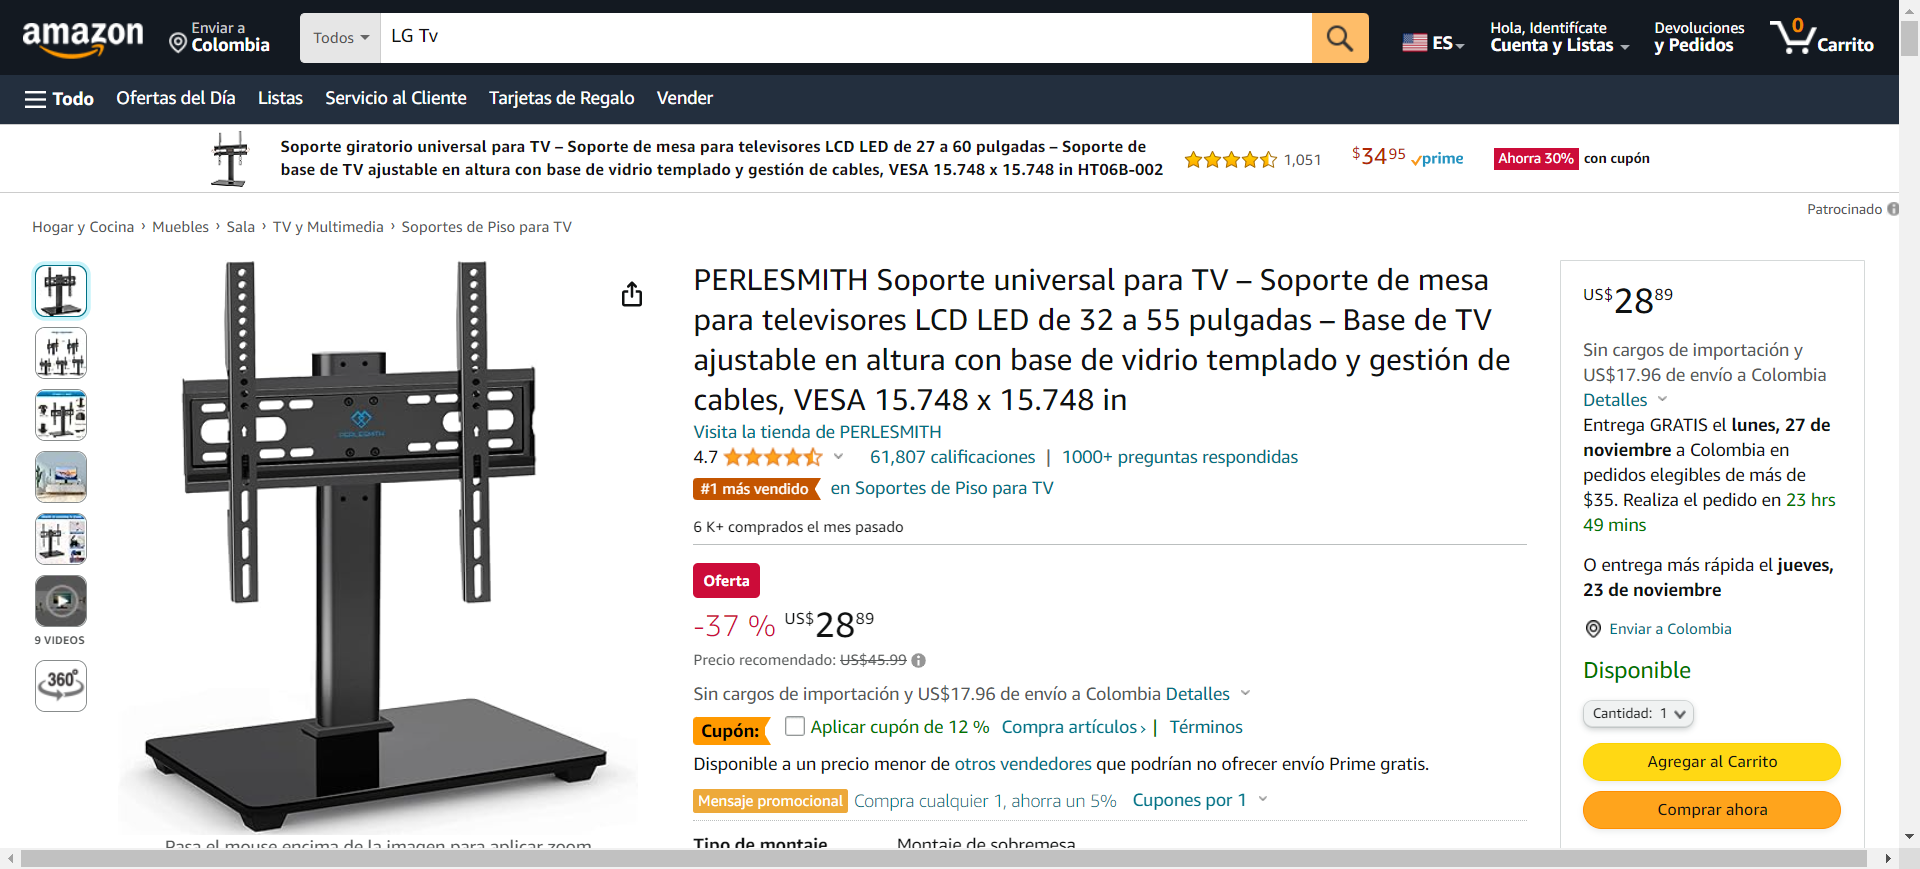 amazon
Enviar a
Colombia
Todos
LG Tv
ES
Hola, Identifícate
Cuenta y Listas
Devoluciones
y Pedidos
0
Carrito
Todo
Ofertas del Día
Listas
Servicio al Cliente
Tarjetas de Regalo
Vender
Soporte giratorio universal para TV – Soporte de mesa para televisores LCD LED de 27 a 60 pulgadas – Soporte de
base de TV ajustable en altura con base de vidrio templado y gestión de cables, VESA 15.748 x 15.748 in HT06B-002
1,051
$3495 prime
Ahorra 30% con cupón
Patrocinado
Hogar y Cocina › Muebles › Sala › TV y Multimedia › Soportes de Piso para TV
9 VIDEOS
360°
PERLESMITH
Pasa el mouse encima de la imagen para aplicar zoom
PERLESMITH Soporte universal para TV – Soporte de mesa
para televisores LCD LED de 32 a 55 pulgadas – Base de TV
ajustable en altura con base de vidrio templado y gestión de
cables, VESA 15.748 x 15.748 in
Visita la tienda de PERLESMITH
4.7
61,807 calificaciones | 1000+ preguntas respondidas
#1 más vendido en Soportes de Piso para TV
6 K+ comprados el mes pasado
Oferta
-37 % US$2889
Precio recomendado: US$45.99
Sin cargos de importación y US$17.96 de envío a Colombia Detalles
Cupón: Aplicar cupón de 12 % Compra artículos › | Términos
Disponible a un precio menor de otros vendedores que podrían no ofrecer envío Prime gratis.
Mensaje promocional Compra cualquier 1, ahorra un 5% Cupones por 1
Tipo de montaje Montaje de sobremesa
US$2889
Sin cargos de importación y
US$17.96 de envío a Colombia
Detalles
Entrega GRATIS el lunes, 27 de
noviembre a Colombia en
pedidos elegibles de más de
$35. Realiza el pedido en 23 hrs
49 mins
O entrega más rápida el jueves,
23 de noviembre
Enviar a Colombia
Disponible
Cantidad: 1
Agregar al Carrito
Comprar ahora